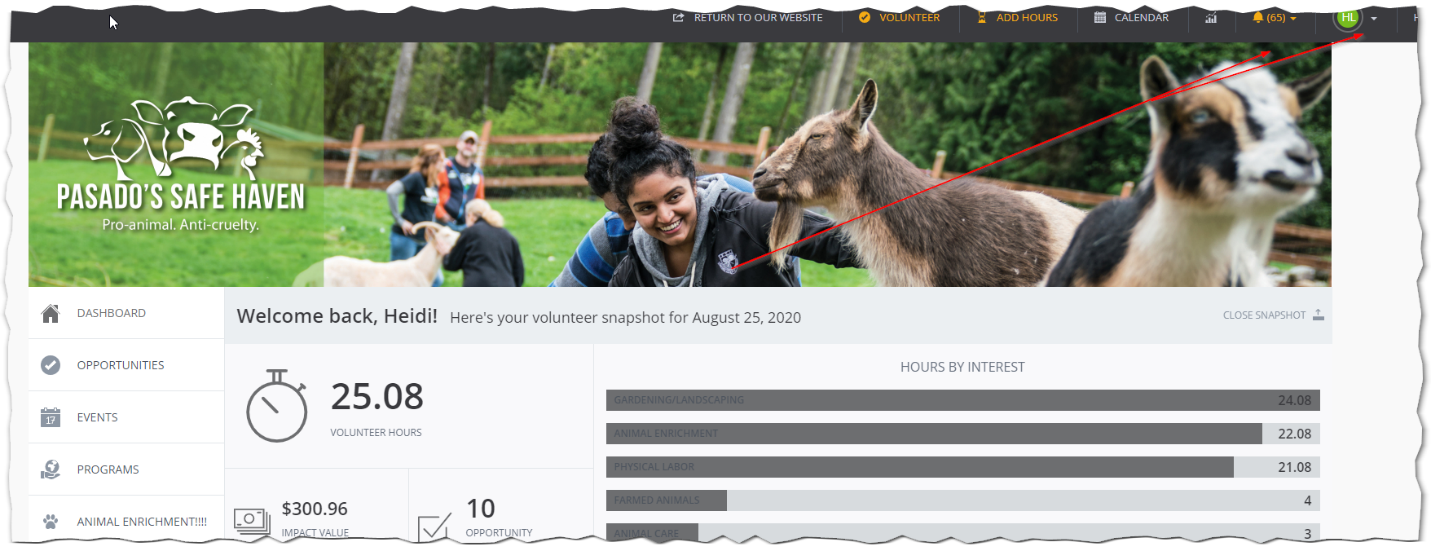 RETURN TO OUR WEBSITE VOLUNTEER ADD HOURS CALENDAR (65) HL
PASADO'S SAFE HAVEN
Pro-animal. Anti-cruelty.
DASHBOARD
OPPORTUNITIES
EVENTS
17
PROGRAMS
ANIMAL ENRICHMENT!!!!
Welcome back, Heidi! Here's your volunteer snapshot for August 25, 2020
CLOSE SNAPSHOT
25.08
VOLUNTEER HOURS
$300.96
IMPACT VALUE
10
OPPORTUNITY
HOURS BY INTEREST
GARDENING/LANDSCAPING 24.08
ANIMAL ENRICHMENT 22.08
PHYSICAL LABOR 21.08
FARMED ANIMALS 4
ANIMAL CARE 3